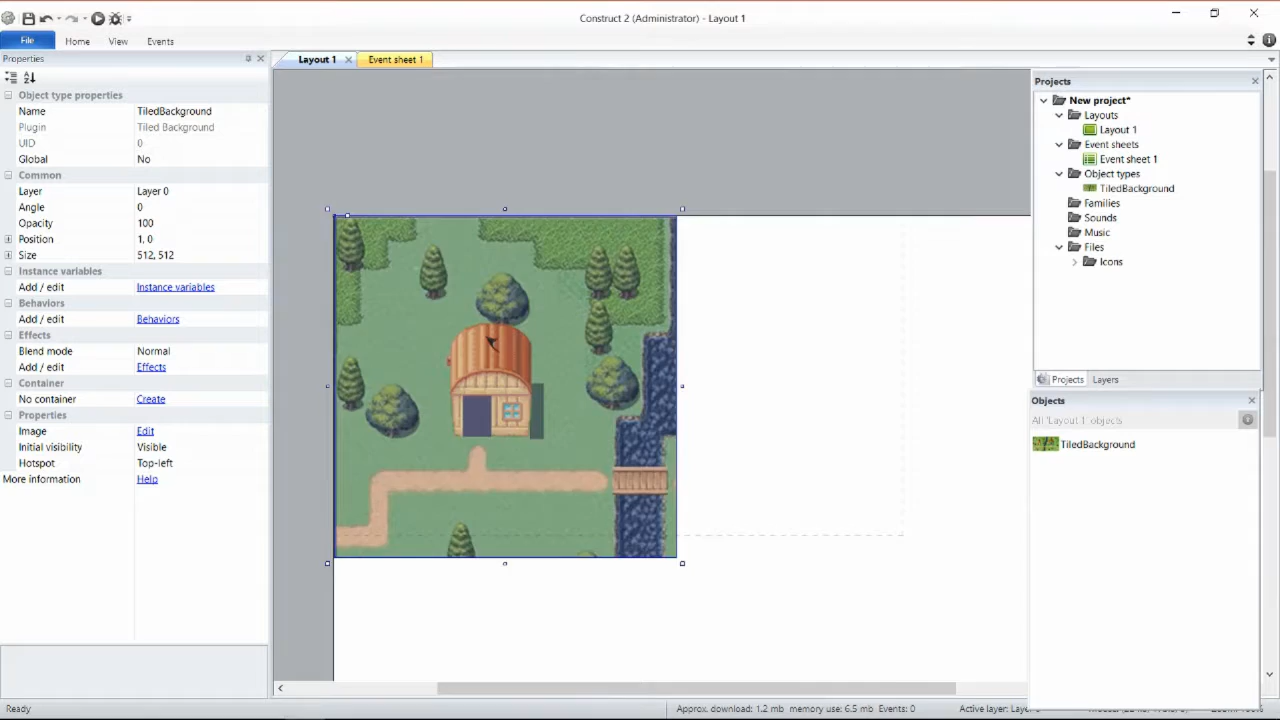 Construct 2 (Administrator) - Layout 1
File
Home
View
Events
Properties
Object type properties
Name TiledBackground
Plugin Tiled Background
UID 0
Global No
Common
Layer Layer 0
Angle 0
Opacity 100
Position 1, 0
Size 512, 512
Instance variables
Add / edit Instance variables
Behaviors
Add / edit Behaviors
Effects
Blend mode Normal
Add / edit Effects
Container
No container Create
Properties
Image Edit
Initial visibility Visible
Hotspot Top-left
More information Help
Layout 1
Event sheet 1
Projects
New project*
Layouts
Layout 1
Event sheets
Event sheet 1
Object types
TiledBackground
Families
Sounds
Music
Files
Icons
Projects
Layers
Objects
All 'Layout 1' objects
TiledBackground
Ready
Approx. download: 1.2 mb
memory use: 6.5 mb
Events: 0
Active layer: